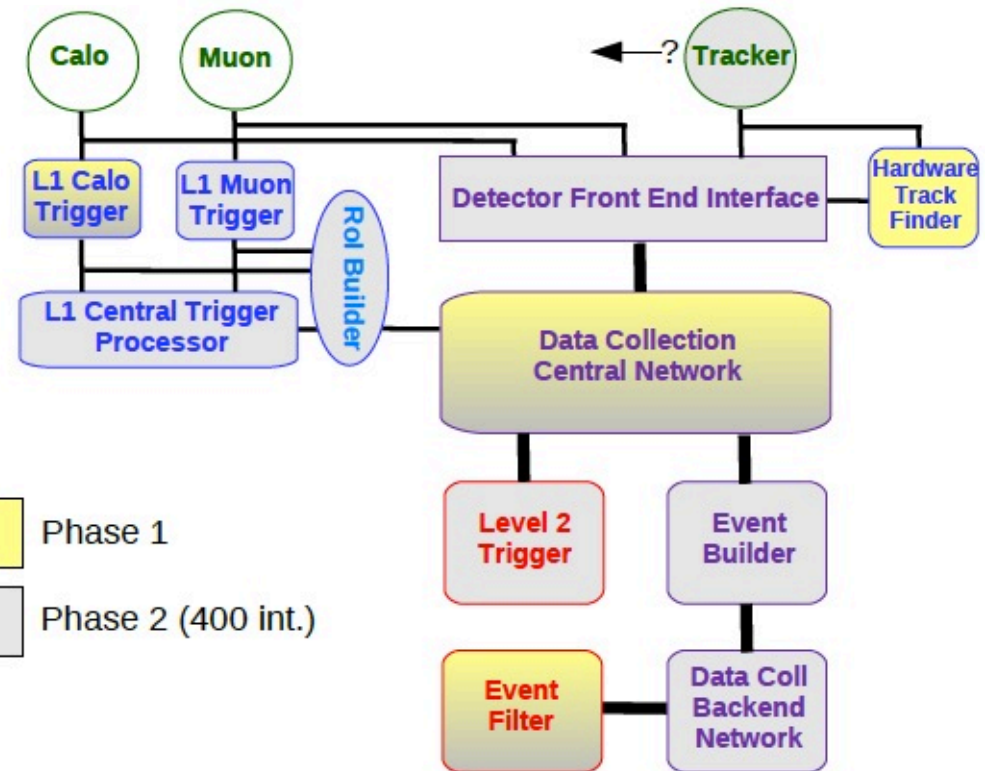 Calo
Muon
?
Tracker
L1 Calo
Trigger
L1 Muon
Trigger
RoI Builder
Detector Front End Interface
Hardware
Track
Finder
L1 Central Trigger
Processor
Data Collection
Central Network
Level 2
Trigger
Event
Builder
Phase 1
Phase 2 (400 int.)
Event
Filter
Data Coll
Backend
Network